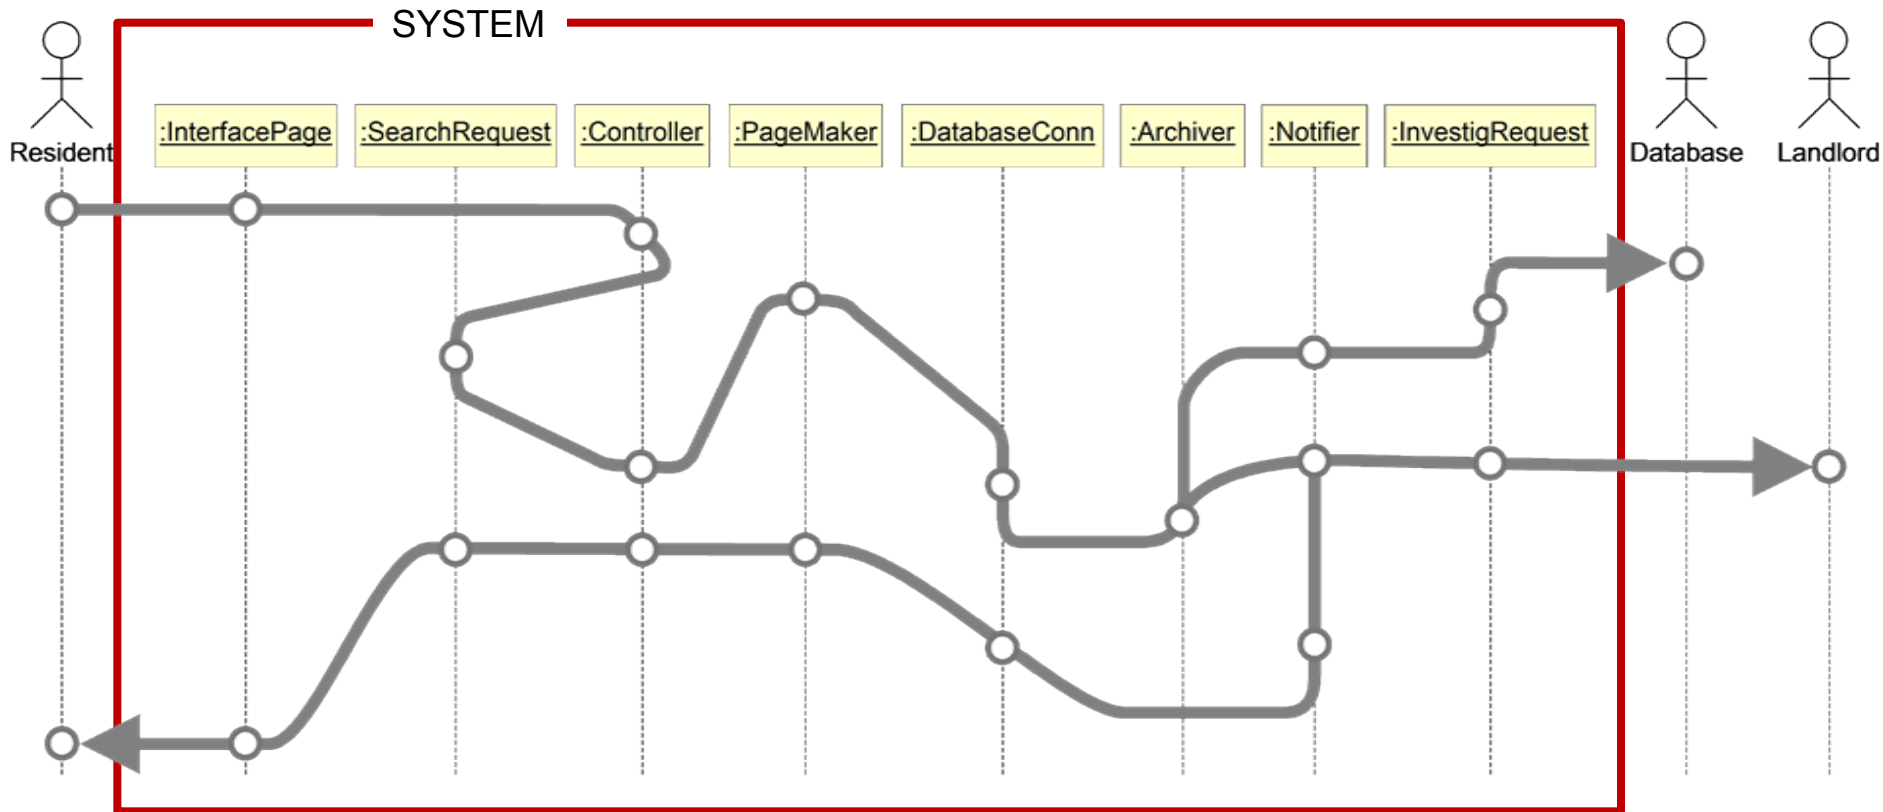 SYSTEM
:InterfacePage
:SearchRequest
:Controller
:PageMaker
:DatabaseConn
:Archiver
:Notifier
:InvestigRequest
Resident
Database
Landlord